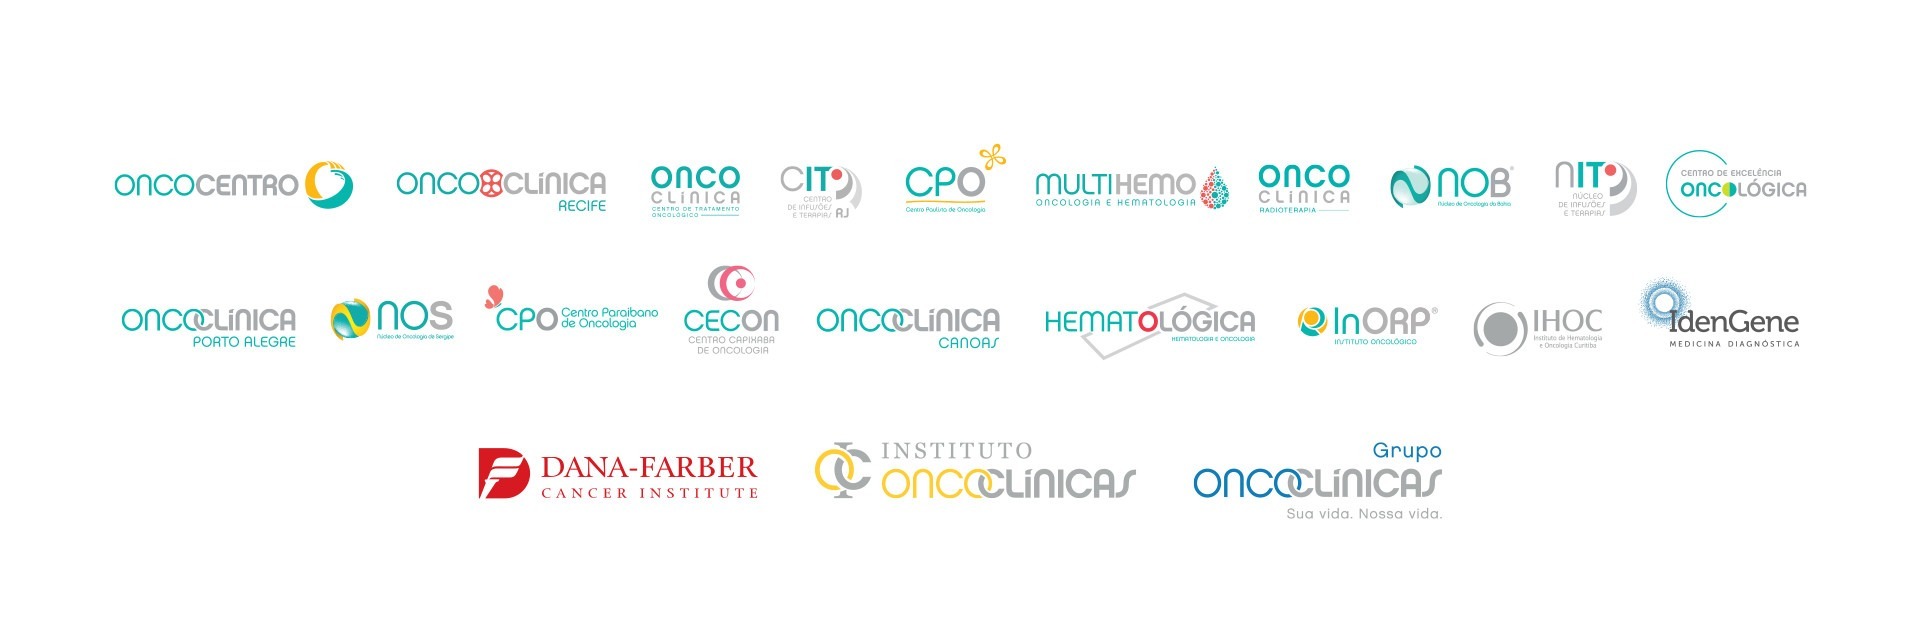 ONCOCENTRO
ONCOCLÍNICA
RECIFE
ONCO
CLÍNICA
CENTRO DE TRATAMENTO
ONCOLÓGICO
CIT
CENTRO
DE INFUSÕES
E TERAPIAS RJ
CPO
Centro Paulista de Oncologia
MULTIHEMO
ONCOLOGIA E HEMATOLOGIA
ONCO
CLÍNICA
RADIOTERAPIA
NOB®
Núcleo de Oncologia da Bahia
NIT
NÚCLEO
DE INFUSÕES
E TERAPIAS
CENTRO DE EXCELÊNCIA
ONCOLÓGICA
ONCOCLÍNICA
PORTO ALEGRE
NOS
Núcleo de Oncologia de Sergipe
CPO Centro Paraibano
de Oncologia
CECON
CENTRO CAPIXABA
DE ONCOLOGIA
ONCOCLÍNICA
CANOAS
HEMATOLÓGICA
HEMATOLOGIA E ONCOLOGIA
InORP®
INSTITUTO ONCOLÓGICO
IHOC
Instituto de Hematologia
e Oncologia Curitiba
IdenGene
MEDICINA DIAGNÓSTICA
DANA-FARBER
CANCER INSTITUTE
INSTITUTO
ONCOCLÍNICAS
Grupo
ONCOCLÍNICAS
Sua vida. Nossa vida.